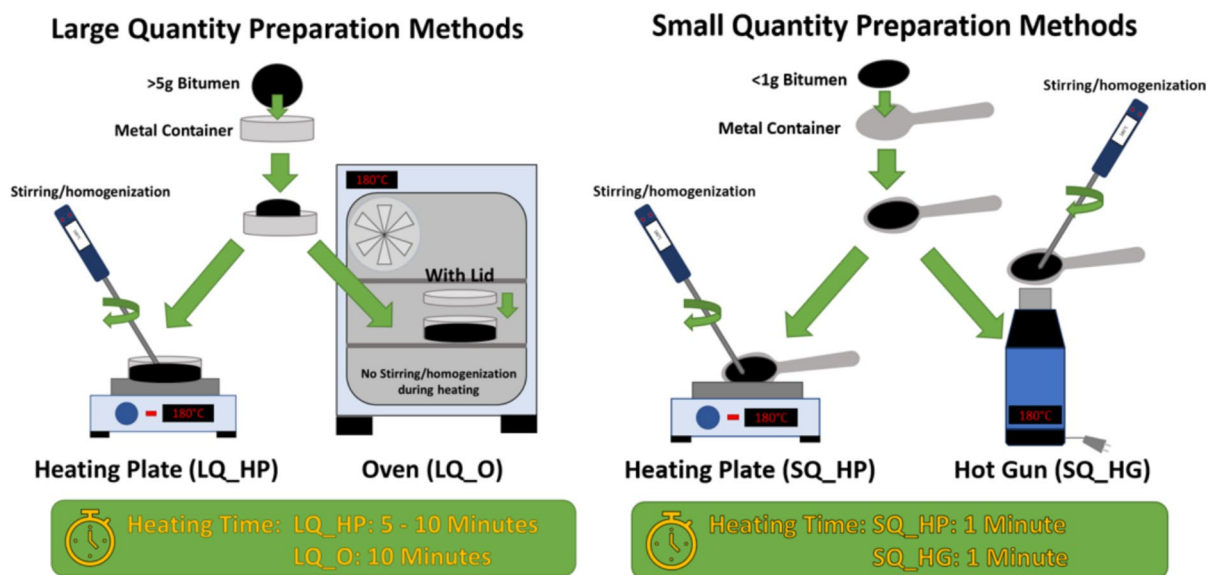 Large Quantity Preparation Methods
>5g Bitumen
Metal Container
Stirring/homogenization
180°C
With Lid
No Stirring/homogenization
during heating
180°C
Heating Plate (LQ_HP)
Oven (LQ_O)
Heating Time: LQ_HP: 5 - 10 Minutes
LQ_O: 10 Minutes
Small Quantity Preparation Methods
<1g Bitumen
Metal Container
Stirring/homogenization
Stirring/homogenization
180°C
180°C
Heating Plate (SQ_HP)
Hot Gun (SQ_HG)
Heating Time: SQ_HP: 1 Minute
SQ_HG: 1 Minute